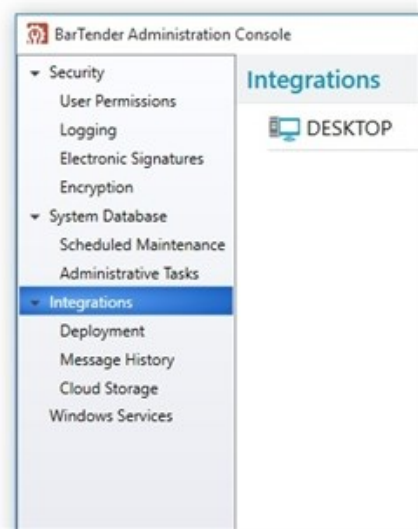 BarTender Administration Console
Security
User Permissions
Logging
Electronic Signatures
Encryption
System Database
Scheduled Maintenance
Administrative Tasks
Integrations
Deployment
Message History
Cloud Storage
Windows Services
Integrations
DESKTOP